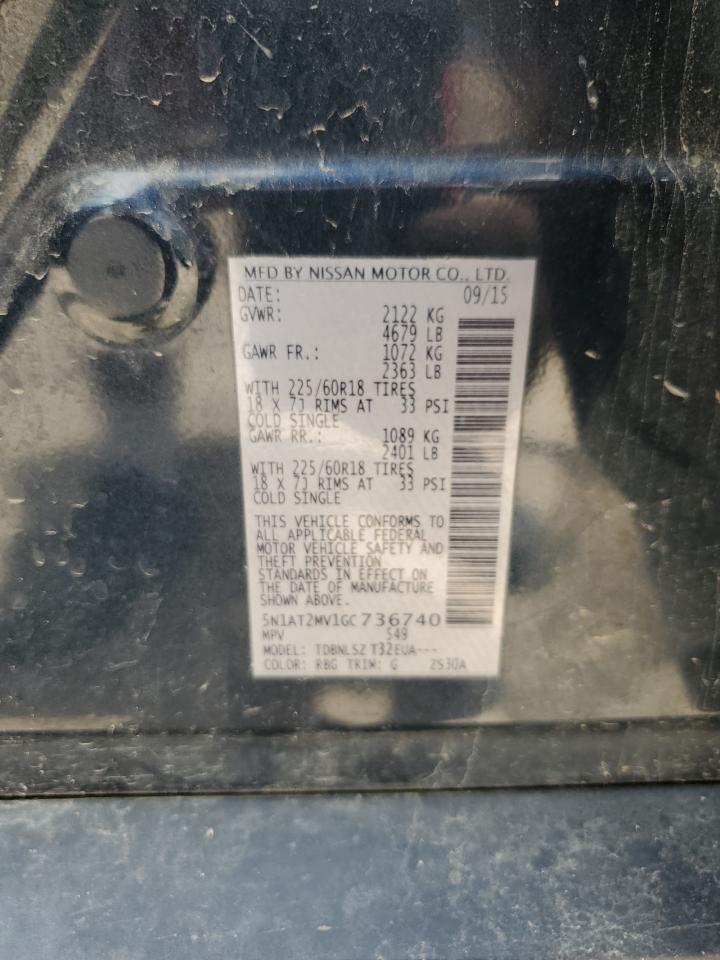 MFD BY NISSAN MOTOR CO., LTD.
DATE: 09/15
GVWR: 2122 KG
4679 LB
GAWR FR.: 1072 KG
2363 LB
WITH 225/60R18 TIRES
18 X 7J RIMS AT 33 PSI
COLD SINGLE
GAWR RR.: 1089 KG
2401 LB
WITH 225/60R18 TIRES
18 X 7J RIMS AT 33 PSI
COLD SINGLE
THIS VEHICLE CONFORMS TO
ALL APPLICABLE FEDERAL
MOTOR VEHICLE SAFETY AND
THEFT PREVENTION
STANDARDS IN EFFECT ON
THE DATE OF MANUFACTURE
SHOWN ABOVE.
5N1AT2MV1GC736740
MPV S49
MODEL: TDBNLSZ T32EUA---
COLOR: RBG TRIM: G 2S30A